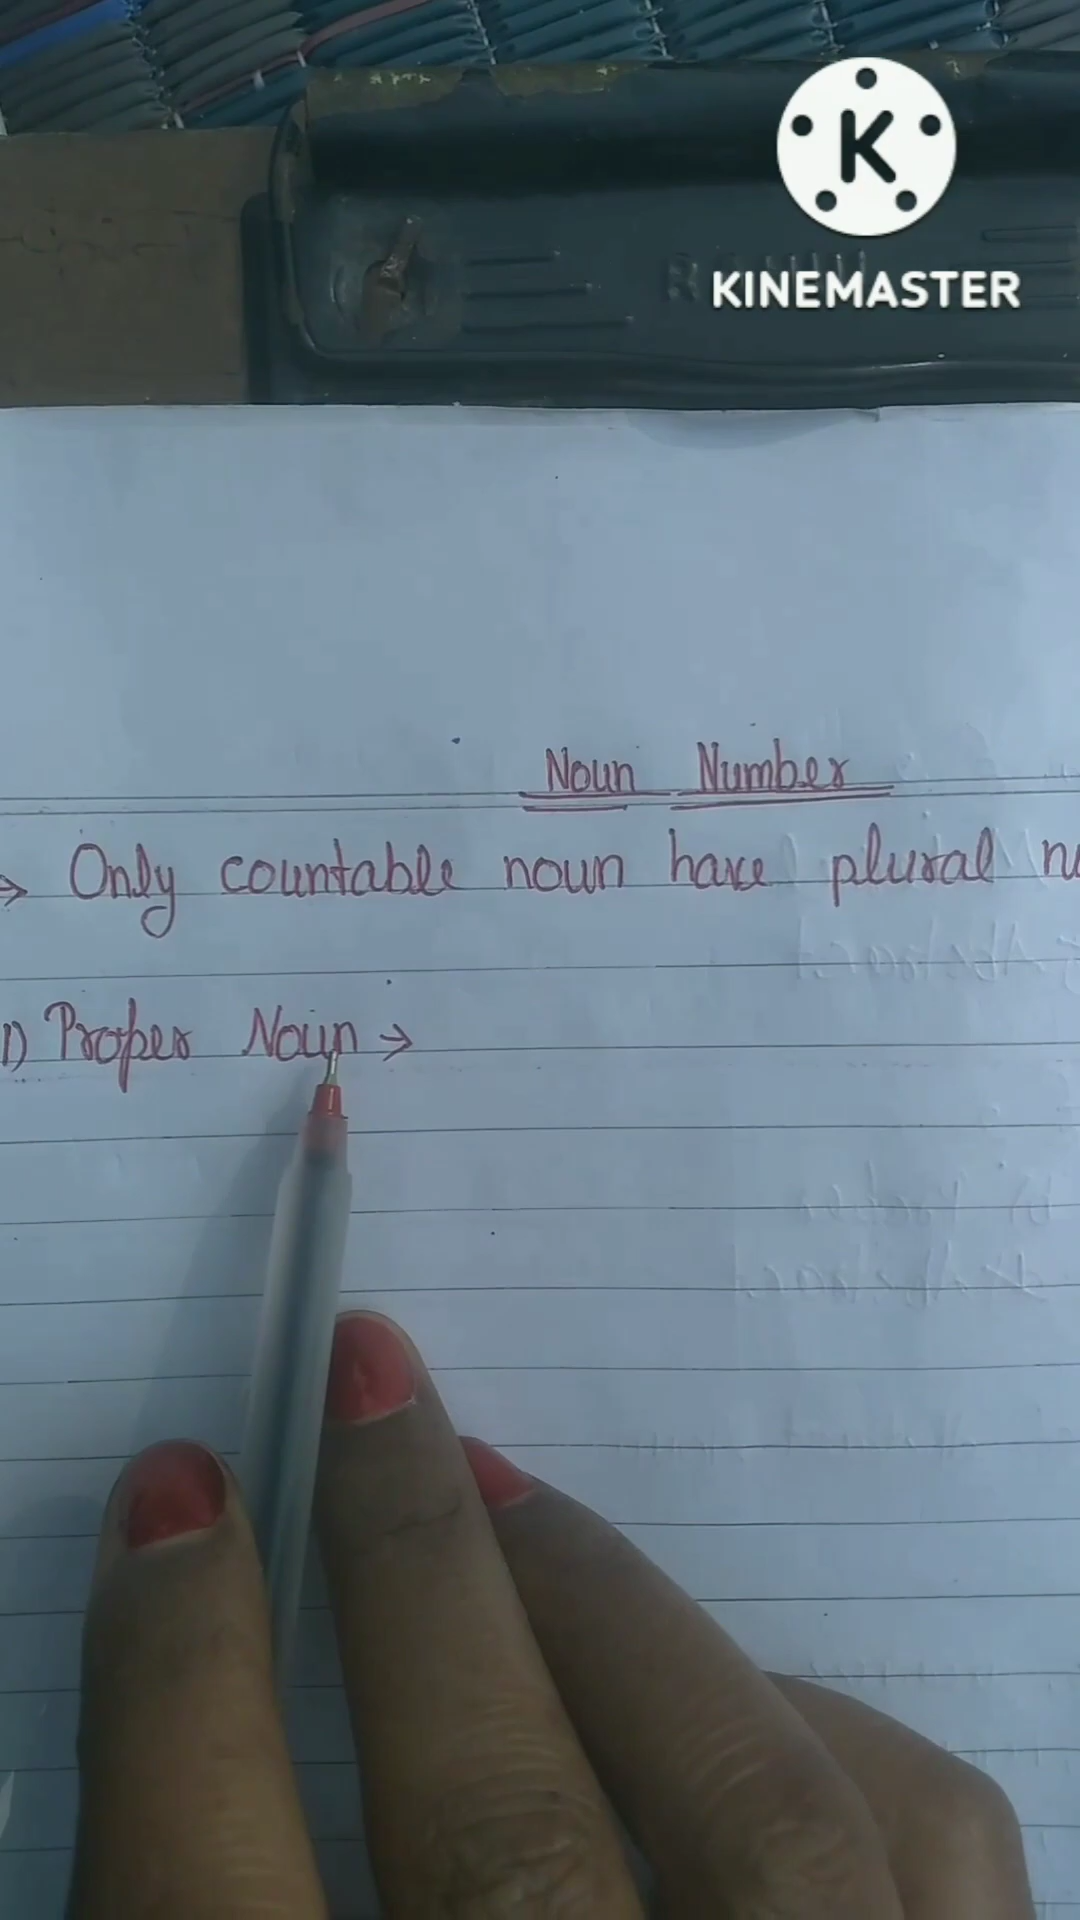 KINEMASTER
Noun Number
→ Only countable noun have plural
1) Proper Noun →